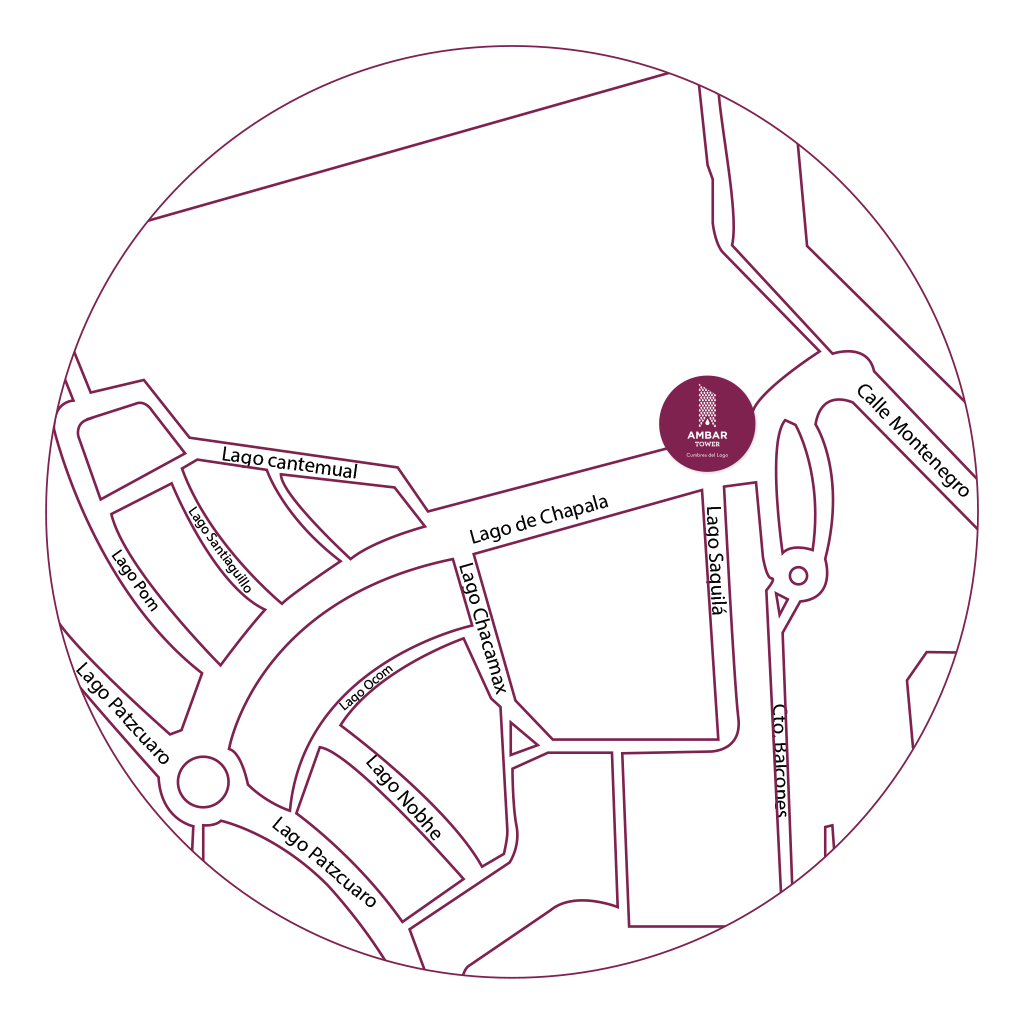 Calle Montenegro
AMBAR
TOWER
Cumbres del Lago
Lago cantemual
Lago de Chapala
Lago Santiaguillo
Lago Saquilá
Lago Pom
Lago Chacamax
Lago Ocom
Lago Patzcuaro
Cto. Balcones
Lago Nobhe
Lago Patzcuaro